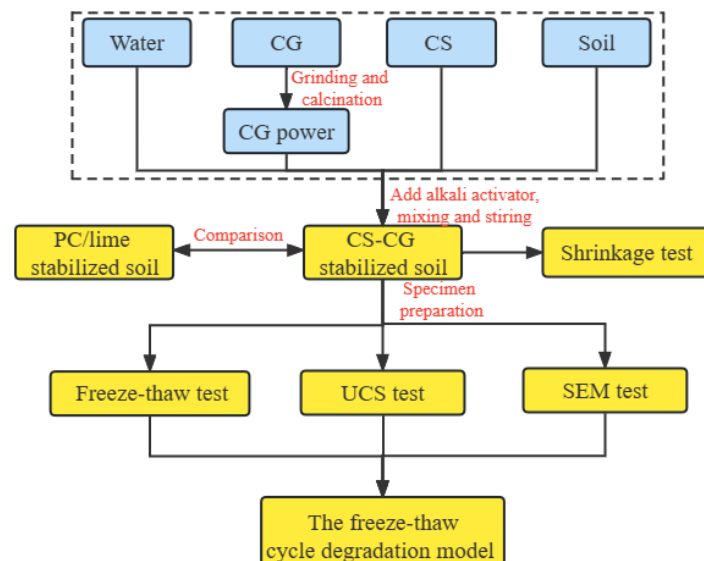 Water
CG
CS
Soil
Grinding and
calcination
CG power
Add alkali activator,
mixing and stiring
PC/lime
stabilized soil
Comparison
CS-CG
stabilized soil
Shrinkage test
Specimen
preparation
Freeze-thaw test
UCS test
SEM test
The freeze-thaw
cycle degradation model